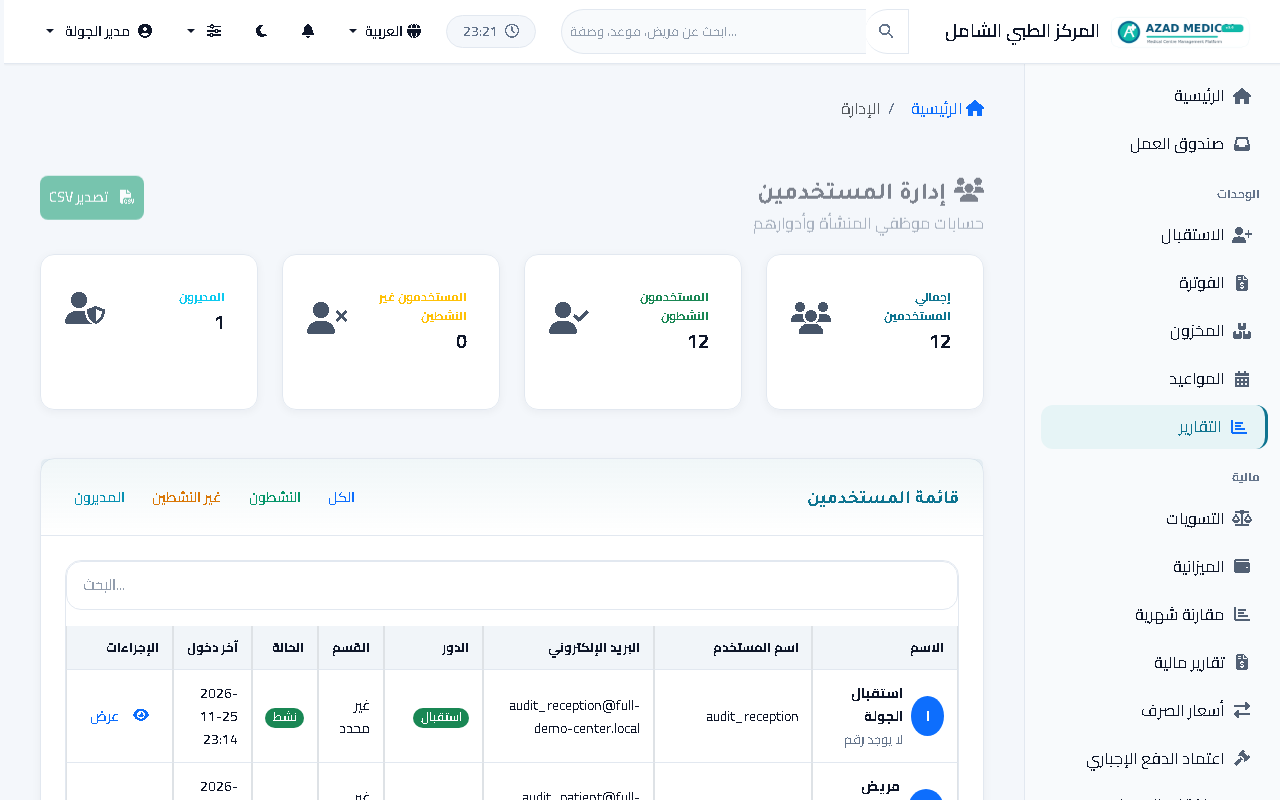 AZAD MEDIC
Medical Center Management Platform
المركز الطبي الشامل
ابحث عن مريض، موعد، وصفة...
23:21
العربية
مدير الجولة
الرئيسية
صندوق العمل
الوحدات
الاستقبال
الفوترة
المخزون
المواعيد
التقارير
مالية
التسويات
الميزانية
مقارنة شهرية
تقارير مالية
أسعار الصرف
اعتماد الدفع الإجباري
الرئيسية / الإدارة
إدارة المستخدمين
حسابات موظفي المنشأة وأدوارهم
تصدير CSV
إجمالي
المستخدمين
12
المستخدمون
النشطون
12
المستخدمون غير
النشطين
0
المديرون
1
قائمة المستخدمين
الكل
النشطون
غير النشطين
المديرون
البحث...
الاسم اسم المستخدم البريد الإلكتروني الدور القسم الحالة آخر دخول الإجراءات
ا
استقبال
الجولة
لا يوجد رقم
audit_reception
audit_reception@full-
demo-center.local
استقبال
غير
محدد
نشط
2026-
11-25
23:14
عرض
مريض
audit_patient@full-
غير
2026-